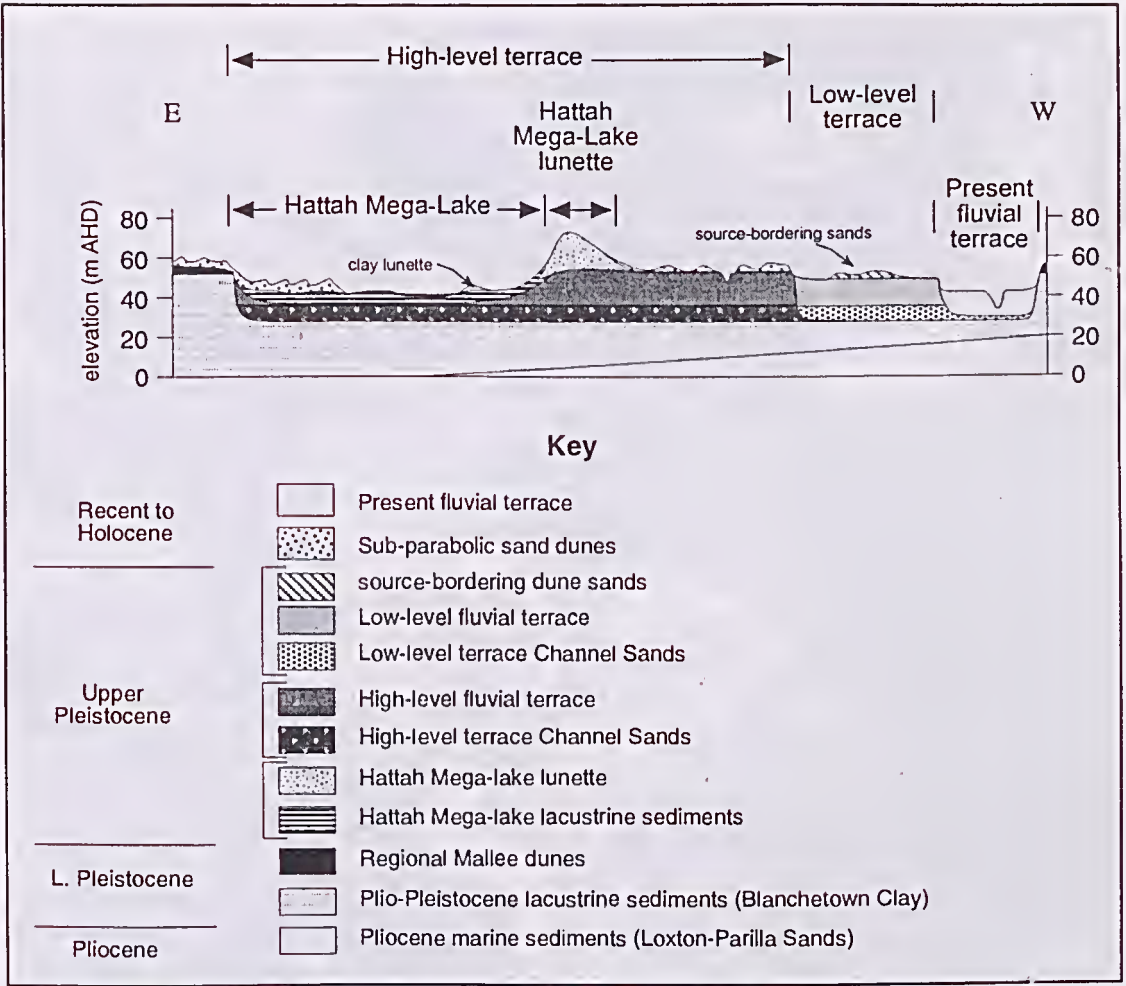 High-level terrace
E
Hattah
Mega-Lake
lunette
Low-level
terrace
W
Hattah Mega-Lake
Present
fluvial
terrace
elevation (m AHD)
80
60
40
20
0
clay lunette
source-bordering sands
80
60
40
20
0
Key
Recent to
Holocene
Present fluvial terrace
Sub-parabolic sand dunes
Upper
Pleistocene
source-bordering dune sands
Low-level fluvial terrace
Low-level terrace Channel Sands
High-level fluvial terrace
High-level terrace Channel Sands
Hattah Mega-lake lunette
Hattah Mega-lake lacustrine sediments
L. Pleistocene
Regional Mallee dunes
Plio-Pleistocene lacustrine sediments (Blanchetown Clay)
Pliocene
Pliocene marine sediments (Loxton-Parilla Sands)